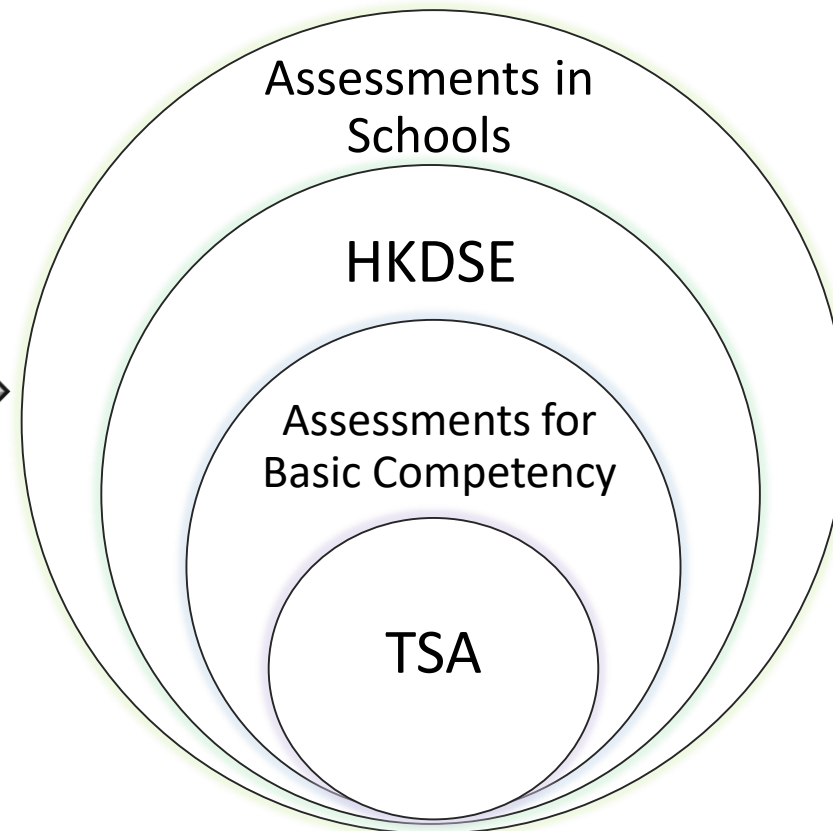 Assessments in
Schools
HKDSE
Assessments for
Basic Competency
TSA